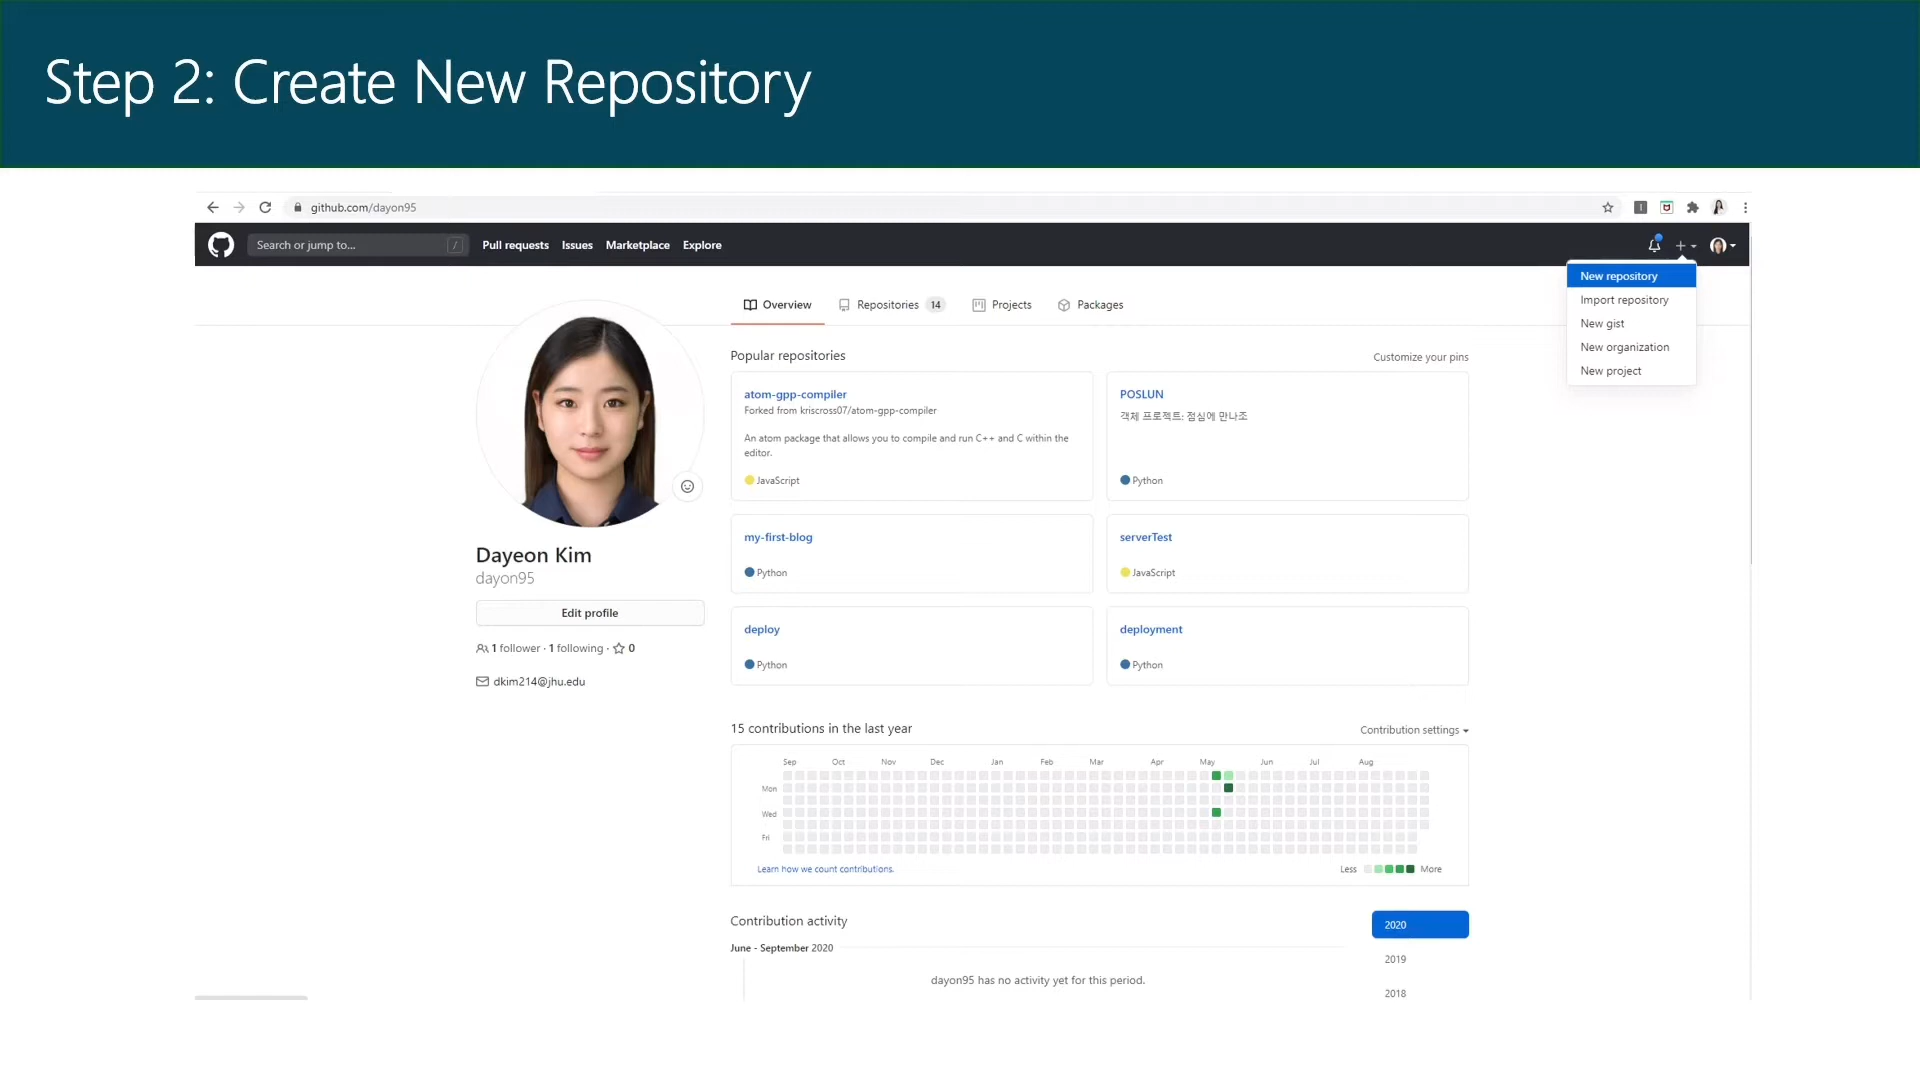 Step 2: Create New Repository
github.com/dayon95
Search or jump to... /
Pull requests Issues Marketplace Explore
New repository
Import repository
New gist
New organization
New project
Overview Repositories 14 Projects Packages
Popular repositories
Customize your pins
atom-gpp-compiler
Forked from kriscross07/atom-gpp-compiler
An atom package that allows you to compile and run C++ and C within the
editor.
JavaScript
POSLUN
객체 프로젝트: 점심에 만나조
Python
my-first-blog
Python
serverTest
JavaScript
deploy
Python
deployment
Python
Dayeon Kim
dayon95
Edit profile
1 follower · 1 following · 0
dkim214@jhu.edu
15 contributions in the last year
Contribution settings
Sep Oct Nov Dec Jan Feb Mar Apr May Jun Jul Aug
Mon
Wed
Fri
Learn how we count contributions.
Less More
Contribution activity
June - September 2020
dayon95 has no activity yet for this period.
2020
2019
2018